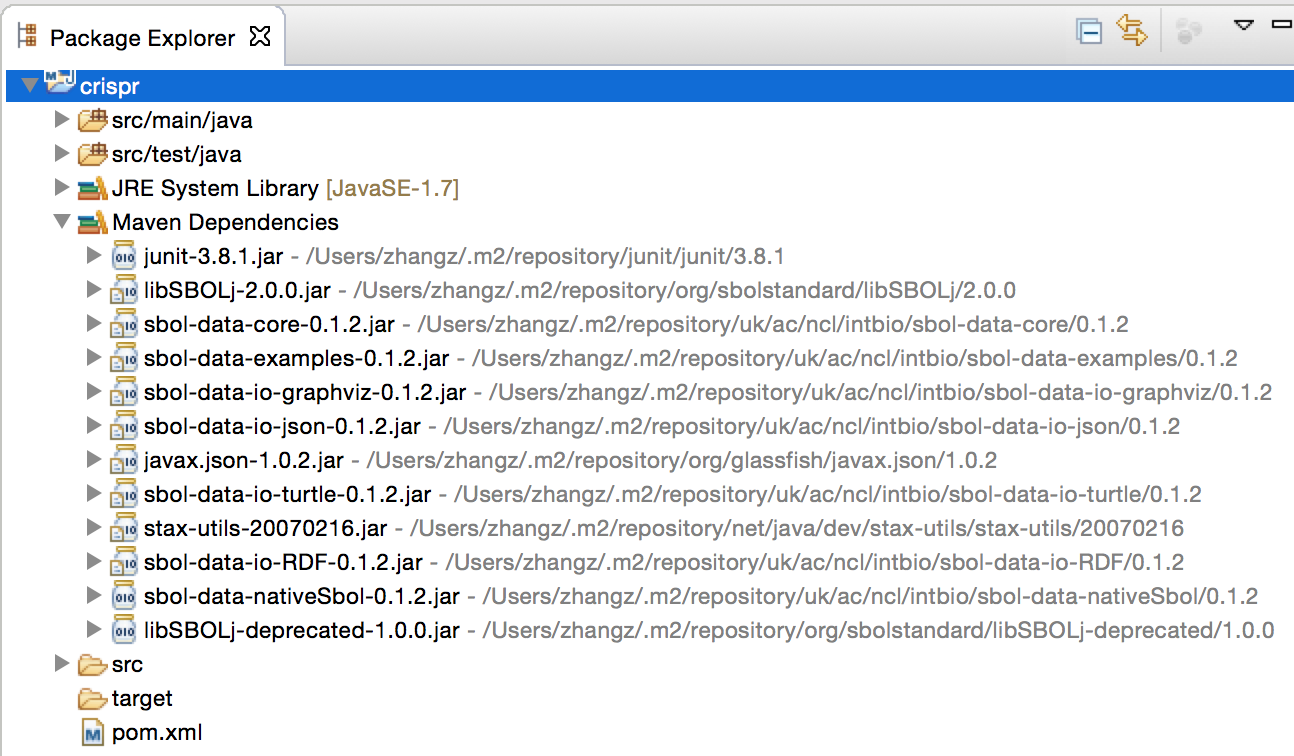 Package Explorer
crispr
src/main/java
src/test/java
JRE System Library [JavaSE-1.7]
Maven Dependencies
junit-3.8.1.jar - /Users/zhangz/.m2/repository/junit/junit/3.8.1
libSBOLj-2.0.0.jar - /Users/zhangz/.m2/repository/org/sbolstandard/libSBOLj/2.0.0
sbol-data-core-0.1.2.jar - /Users/zhangz/.m2/repository/uk/ac/ncl/intbio/sbol-data-core/0.1.2
sbol-data-examples-0.1.2.jar - /Users/zhangz/.m2/repository/uk/ac/ncl/intbio/sbol-data-examples/0.1.2
sbol-data-io-graphviz-0.1.2.jar - /Users/zhangz/.m2/repository/uk/ac/ncl/intbio/sbol-data-io-graphviz/0.1.2
sbol-data-io-json-0.1.2.jar - /Users/zhangz/.m2/repository/uk/ac/ncl/intbio/sbol-data-io-json/0.1.2
javax.json-1.0.2.jar - /Users/zhangz/.m2/repository/org/glassfish/javax.json/1.0.2
sbol-data-io-turtle-0.1.2.jar - /Users/zhangz/.m2/repository/uk/ac/ncl/intbio/sbol-data-io-turtle/0.1.2
stax-utils-20070216.jar - /Users/zhangz/.m2/repository/net/java/dev/stax-utils/stax-utils/20070216
sbol-data-io-RDF-0.1.2.jar - /Users/zhangz/.m2/repository/uk/ac/ncl/intbio/sbol-data-io-RDF/0.1.2
sbol-data-nativeSbol-0.1.2.jar - /Users/zhangz/.m2/repository/uk/ac/ncl/intbio/sbol-data-nativeSbol/0.1.2
libSBOLj-deprecated-1.0.0.jar - /Users/zhangz/.m2/repository/org/sbolstandard/libSBOLj-deprecated/1.0.0
src
target
pom.xml